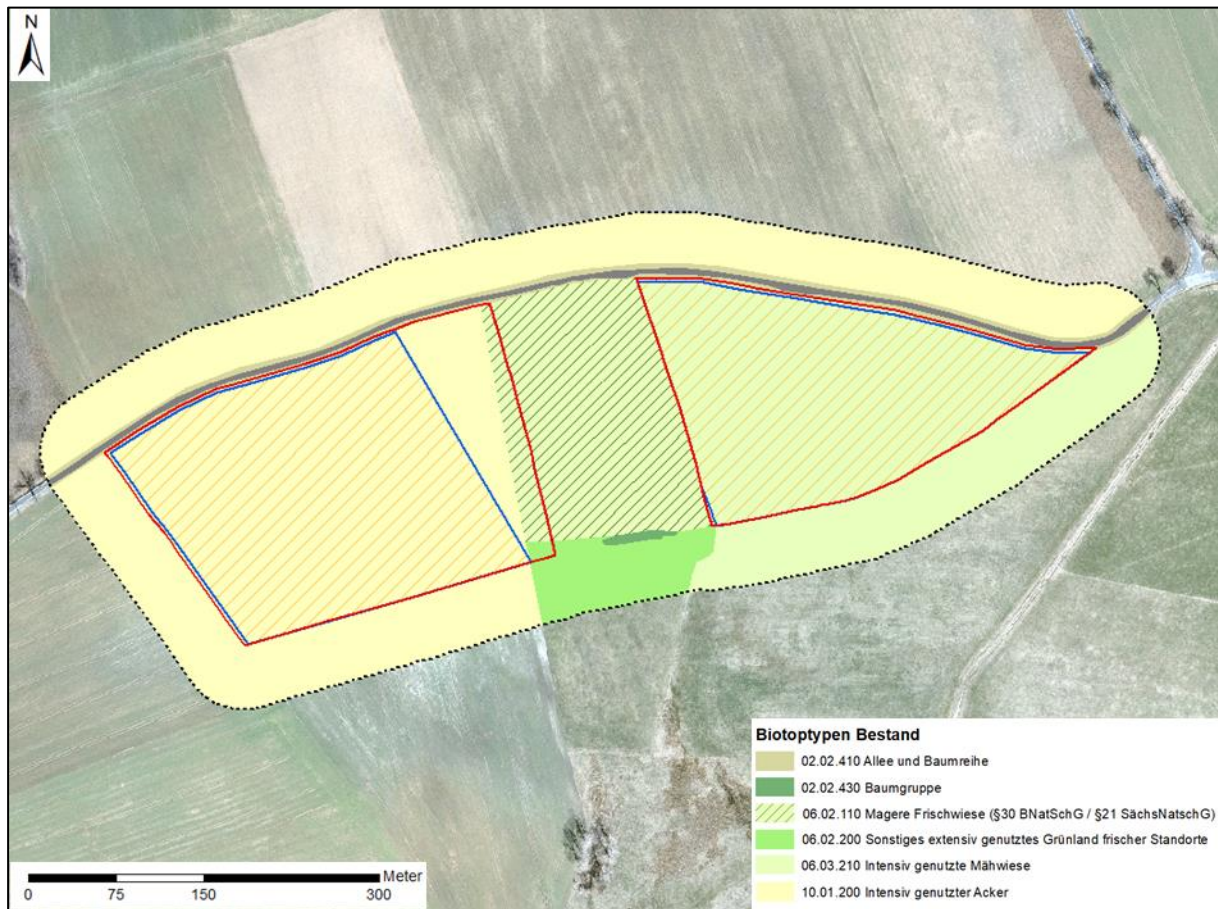 N
Biotoptypen Bestand
02.02.410 Allee und Baumreihe
02.02.430 Baumgruppe
06.02.110 Magere Frischwiese (§30 BNatSchG / §21 SächsNatschG)
06.02.200 Sonstiges extensiv genutztes Grünland frischer Standorte
06.03.210 Intensiv genutzte Mähwiese
10.01.200 Intensiv genutzter Acker
Meter
0 75 150 300